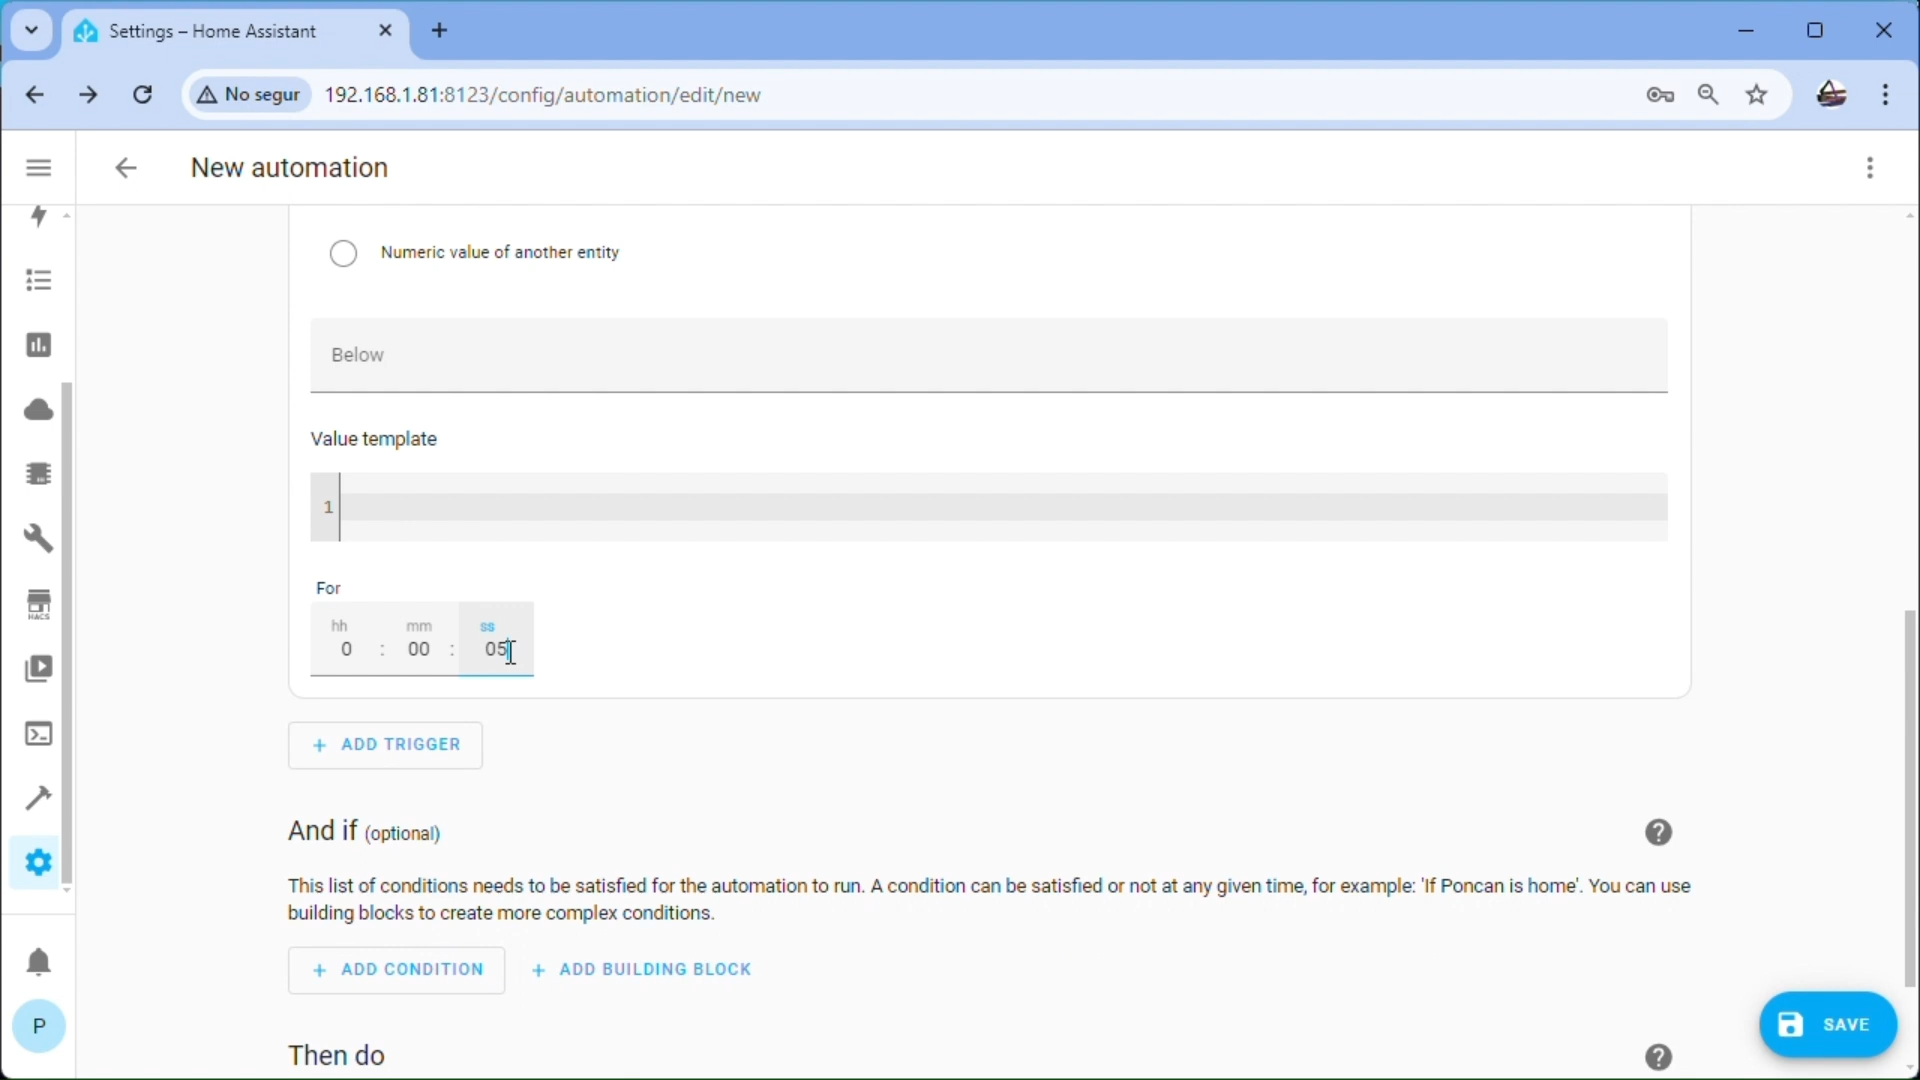 Settings – Home Assistant
No segur
192.168.1.81:8123/config/automation/edit/new
New automation
Numeric value of another entity
Below
Value template
1
For
hh mm ss
0 : 00 : 05
HACS
+ ADD TRIGGER
And if (optional)
This list of conditions needs to be satisfied for the automation to run. A condition can be satisfied or not at any given time, for example: 'If Poncan is home'. You can use
building blocks to create more complex conditions.
+ ADD CONDITION + ADD BUILDING BLOCK
P
SAVE
Then do